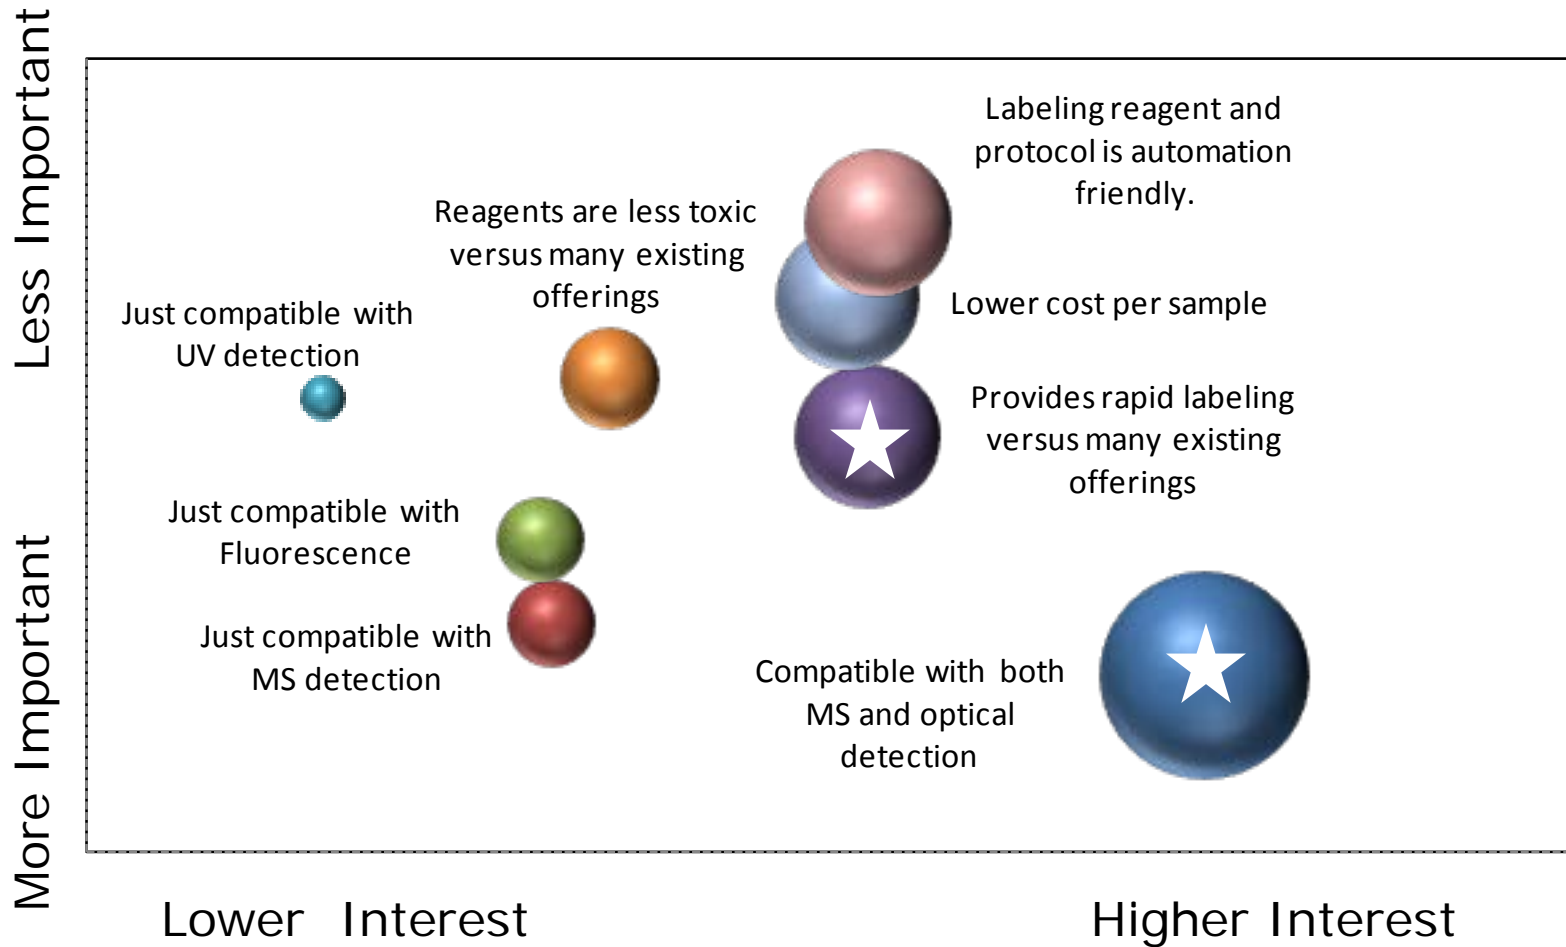 Less Important
More Important
Labeling reagent and
protocol is automation
friendly.
Reagents are less toxic
versus many existing
offerings
Lower cost per sample
Just compatible with
UV detection
Provides rapid labeling
versus many existing
offerings
Just compatible with
Fluorescence
Just compatible with
MS detection
Compatible with both
MS and optical
detection
Lower Interest
Higher Interest